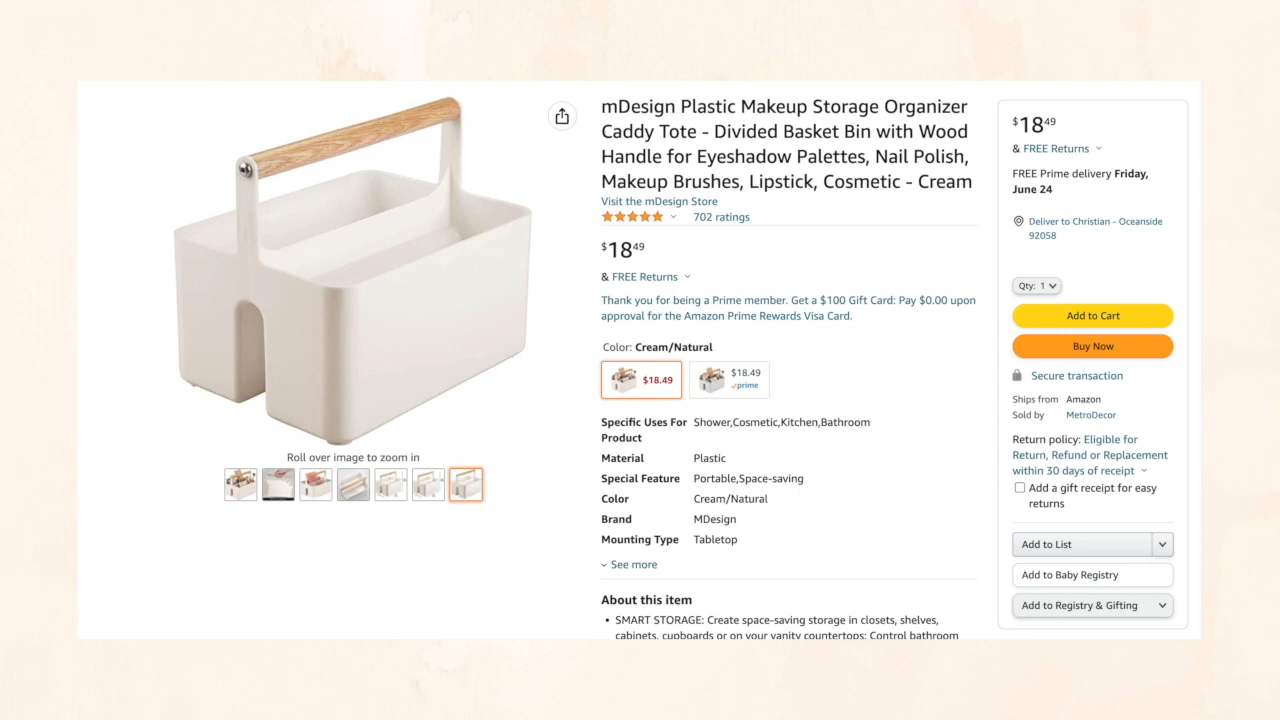 mDesign Plastic Makeup Storage Organizer
Caddy Tote - Divided Basket Bin with Wood
Handle for Eyeshadow Palettes, Nail Polish,
Makeup Brushes, Lipstick, Cosmetic - Cream
Visit the mDesign Store
702 ratings
$18 49
& FREE Returns
Thank you for being a Prime member. Get a $100 Gift Card: Pay $0.00 upon
approval for the Amazon Prime Rewards Visa Card.
Color: Cream/Natural
$18.49
$18.49
prime
Specific Uses For Product Shower,Cosmetic,Kitchen,Bathroom
Material Plastic
Special Feature Portable,Space-saving
Color Cream/Natural
Brand MDesign
Mounting Type Tabletop
See more
About this item
• SMART STORAGE: Create space-saving storage in closets, shelves,
cabinets, cupboards or on your vanity countertops; Control bathroom
Roll over image to zoom in
$18 49
& FREE Returns
FREE Prime delivery Friday,
June 24
Deliver to Christian - Oceanside
92058
Qty: 1
Add to Cart
Buy Now
Secure transaction
Ships from Amazon
Sold by MetroDecor
Return policy: Eligible for
Return, Refund or Replacement
within 30 days of receipt
Add a gift receipt for easy
returns
Add to List
Add to Baby Registry
Add to Registry & Gifting